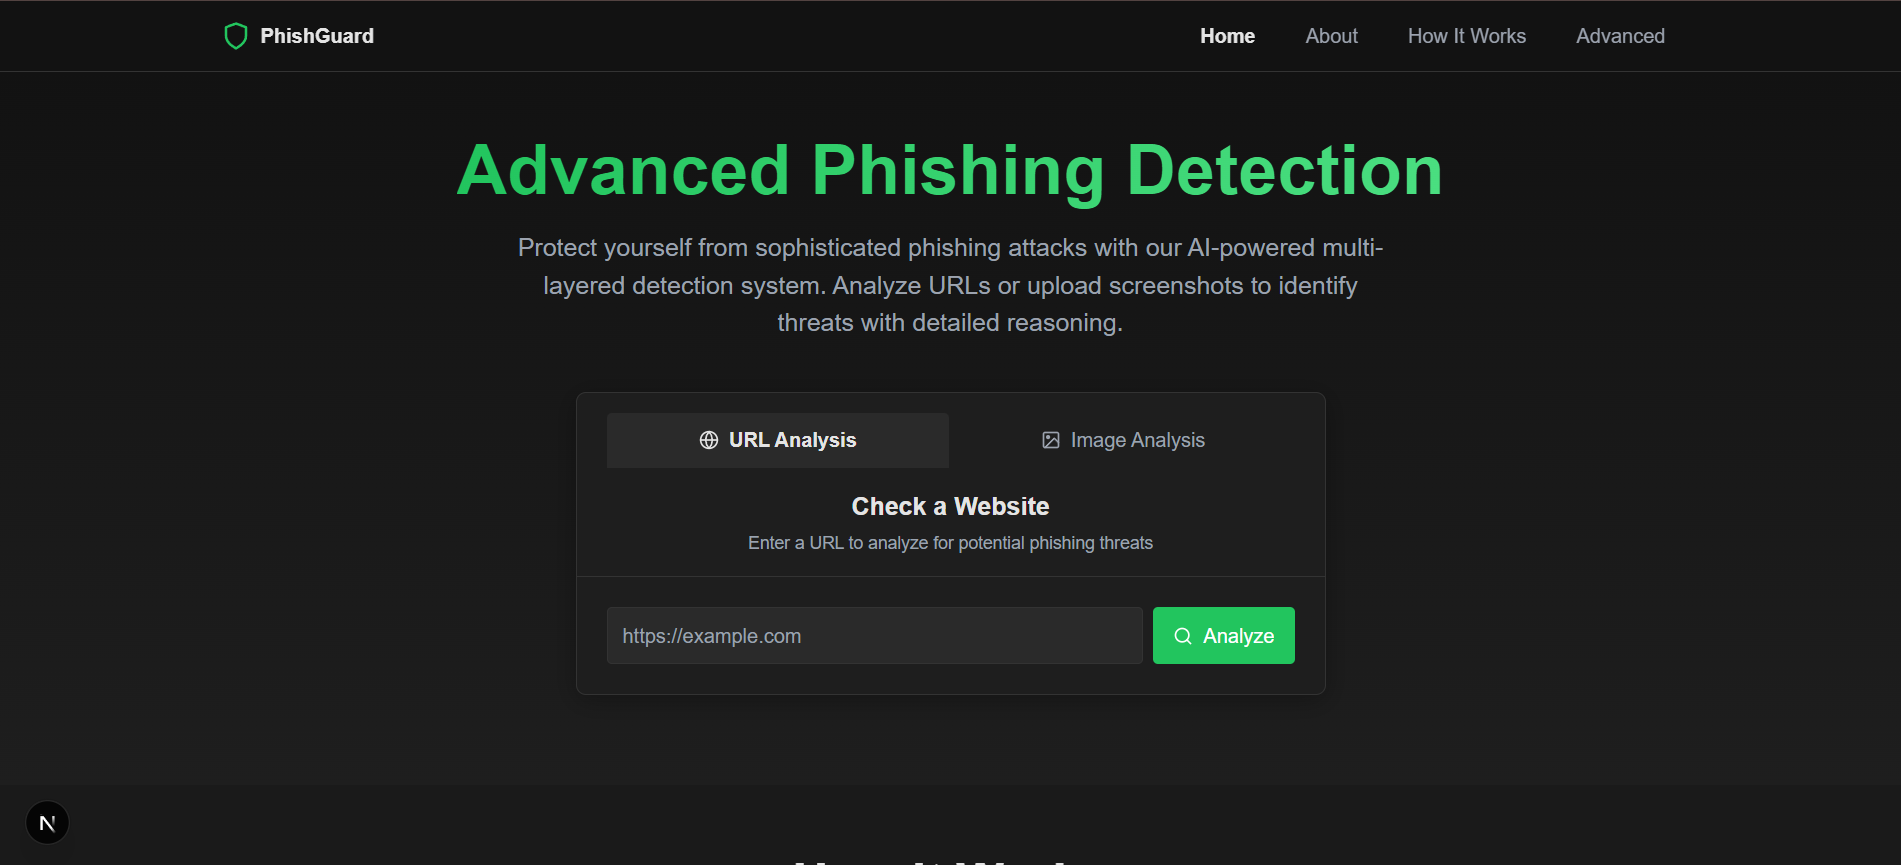 PhishGuard
Home About How It Works Advanced
Advanced Phishing Detection
Protect yourself from sophisticated phishing attacks with our AI-powered multi-
layered detection system. Analyze URLs or upload screenshots to identify
threats with detailed reasoning.
URL Analysis Image Analysis
Check a Website
Enter a URL to analyze for potential phishing threats
https://example.com Analyze
N